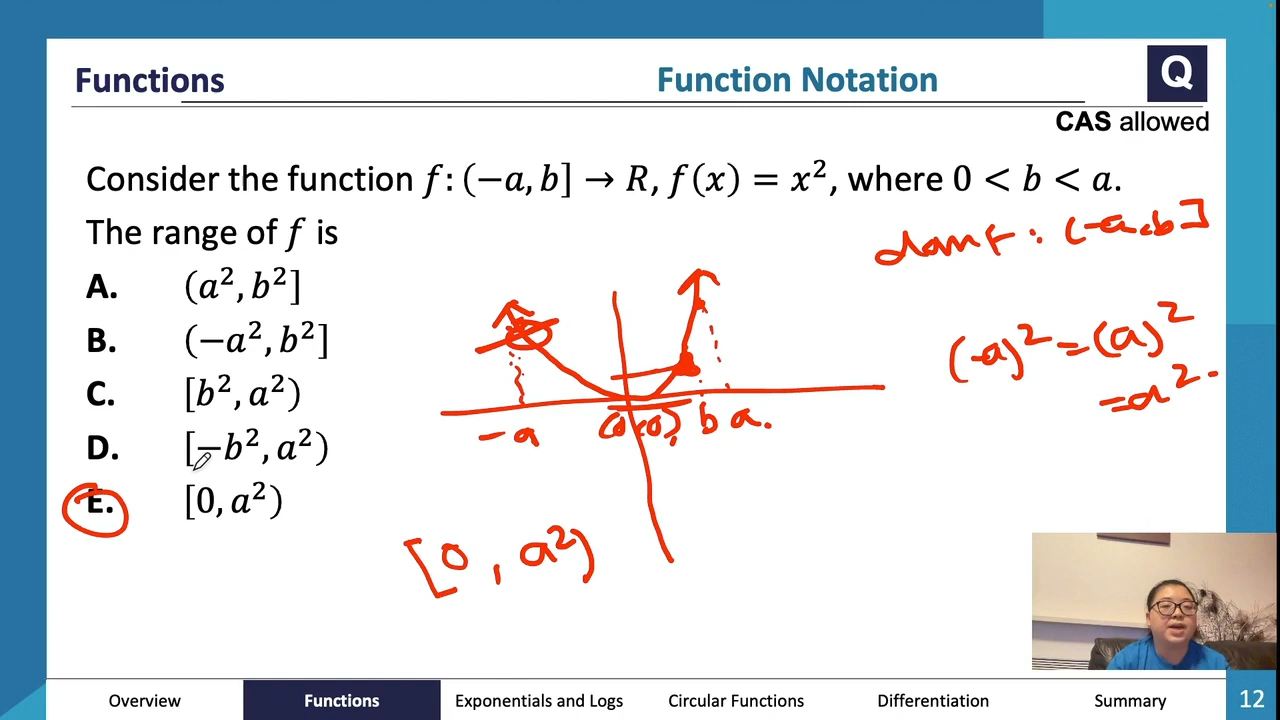 Functions
Function Notation
Q
CAS allowed
Consider the function f: (−a, b] → R, f(x) = x², where 0 < b < a.
The range of f is
A. (a², b²]
B. (−a², b²]
C. [b², a²)
D. [−b², a²)
E. [0, a²)
domf: (-a,b]
(-a)² = (a)²
= a².
-a (0,0) b a.
[0, a²)
Overview Functions Exponentials and Logs Circular Functions Differentiation Summary 12